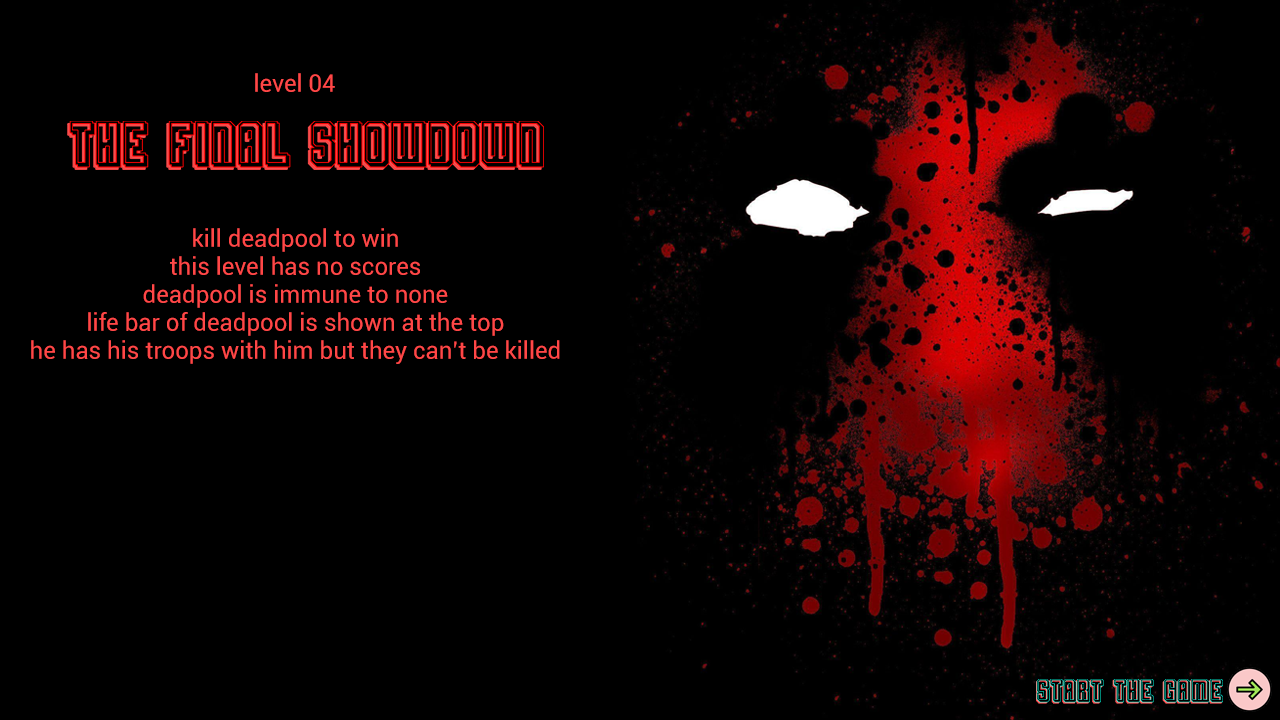 level 04
THE FINAL SHOWDOWN
kill deadpool to win
this level has no scores
deadpool is immune to none
life bar of deadpool is shown at the top
he has his troops with him but they can't be killed
START THE GAME